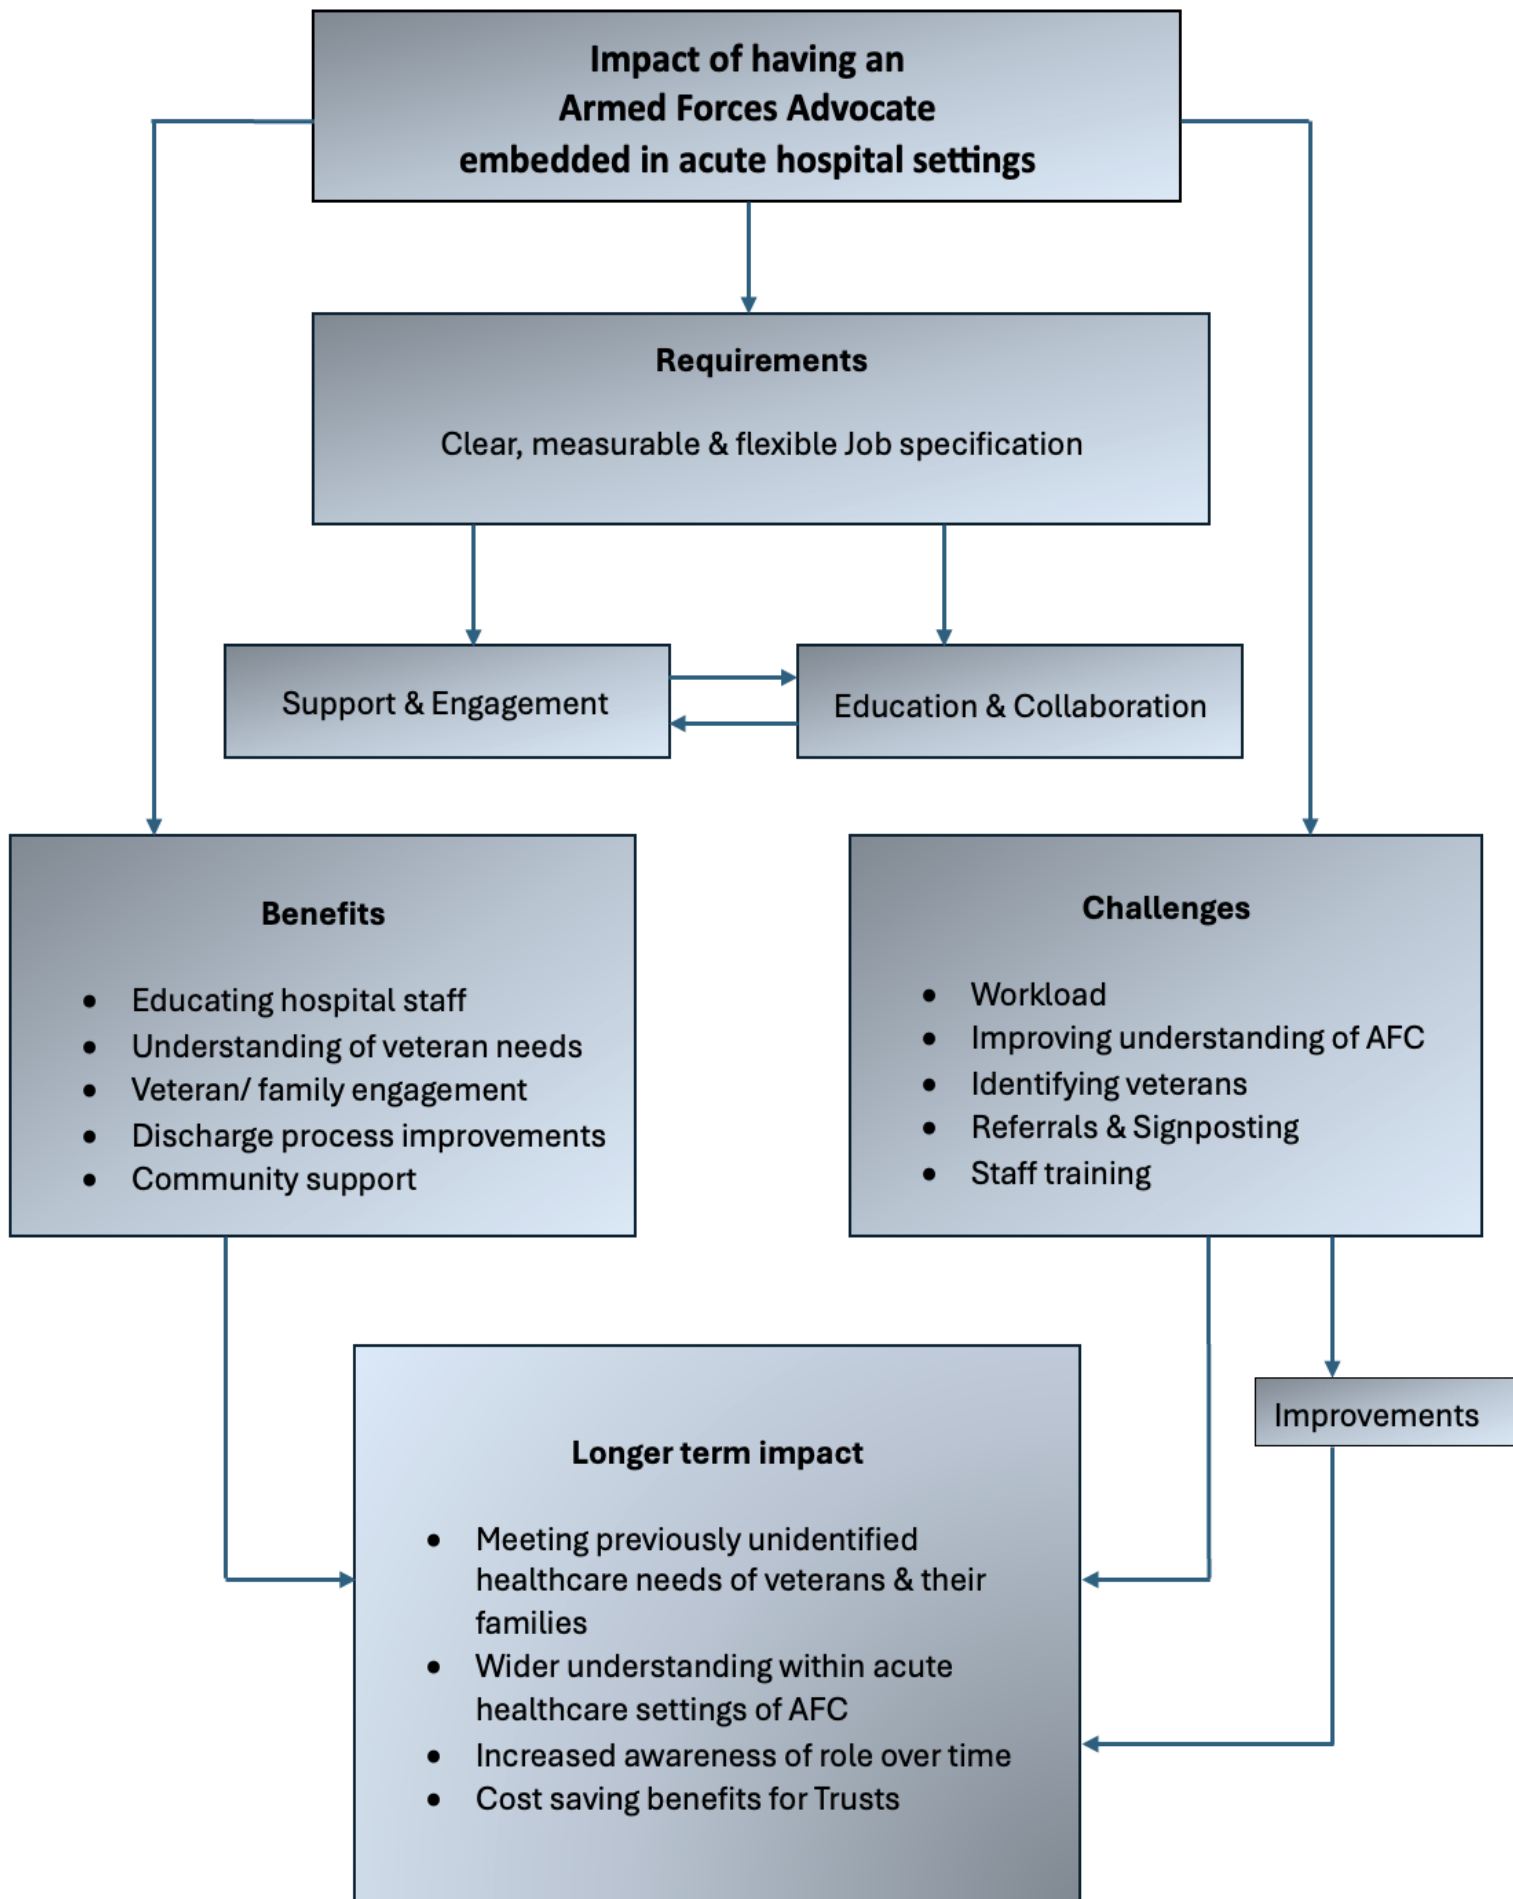 Impact of having an
Armed Forces Advocate
embedded in acute hospital settings
Requirements
Clear, measurable & flexible Job specification
Support & Engagement
Education & Collaboration
Benefits
• Educating hospital staff
• Understanding of veteran needs
• Veteran/ family engagement
• Discharge process improvements
• Community support
Challenges
• Workload
• Improving understanding of AFC
• Identifying veterans
• Referrals & Signposting
• Staff training
Improvements
Longer term impact
• Meeting previously unidentified
healthcare needs of veterans & their
families
• Wider understanding within acute
healthcare settings of AFC
• Increased awareness of role over time
• Cost saving benefits for Trusts